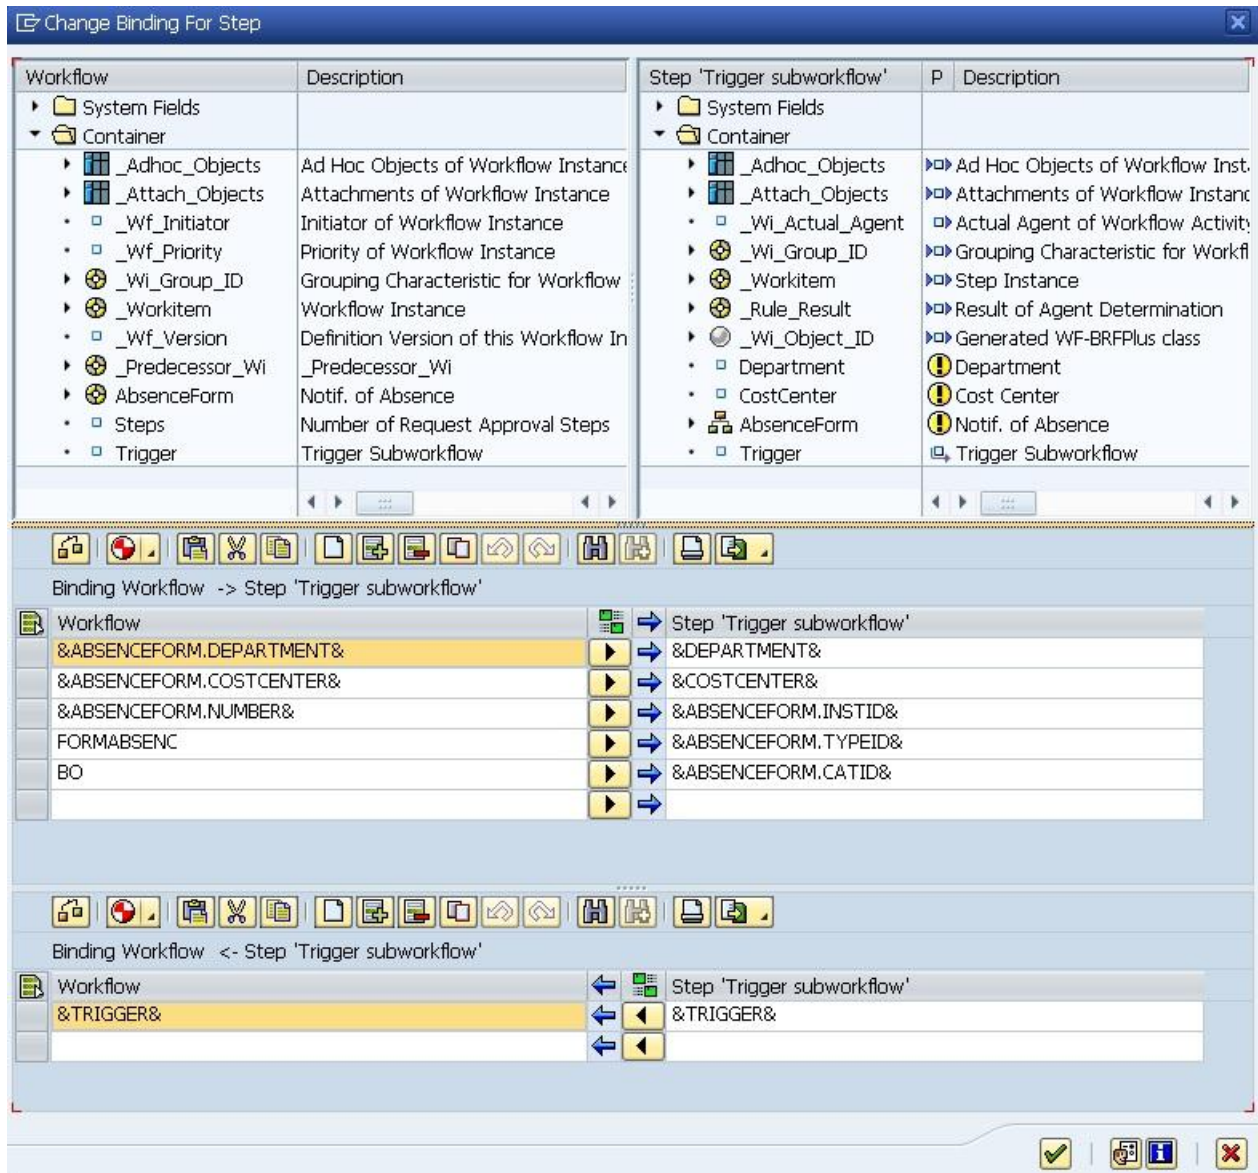 Change Binding For Step
Workflow Description
System Fields
Container
_Adhoc_Objects Ad Hoc Objects of Workflow Instance
_Attach_Objects Attachments of Workflow Instance
_Wf_Initiator Initiator of Workflow Instance
_Wf_Priority Priority of Workflow Instance
_Wi_Group_ID Grouping Characteristic for Workflow
_Workitem Workflow Instance
_Wf_Version Definition Version of this Workflow In
_Predecessor_Wi _Predecessor_Wi
AbsenceForm Notif. of Absence
Steps Number of Request Approval Steps
Trigger Trigger Subworkflow
Step 'Trigger subworkflow' P Description
System Fields
Container
_Adhoc_Objects Ad Hoc Objects of Workflow Inst
_Attach_Objects Attachments of Workflow Instanc
_Wi_Actual_Agent Actual Agent of Workflow Activity
_Wi_Group_ID Grouping Characteristic for Workfl
_Workitem Step Instance
_Rule_Result Result of Agent Determination
_Wi_Object_ID Generated WF-BRFPlus class
Department Department
CostCenter Cost Center
AbsenceForm Notif. of Absence
Trigger Trigger Subworkflow
Binding Workflow -> Step 'Trigger subworkflow'
Workflow Step 'Trigger subworkflow'
&ABSENCEFORM.DEPARTMENT& &DEPARTMENT&
&ABSENCEFORM.COSTCENTER& &COSTCENTER&
&ABSENCEFORM.NUMBER& &ABSENCEFORM.INSTID&
FORMABSENC &ABSENCEFORM.TYPEID&
BO &ABSENCEFORM.CATID&
Binding Workflow <- Step 'Trigger subworkflow'
Workflow Step 'Trigger subworkflow'
&TRIGGER& &TRIGGER&